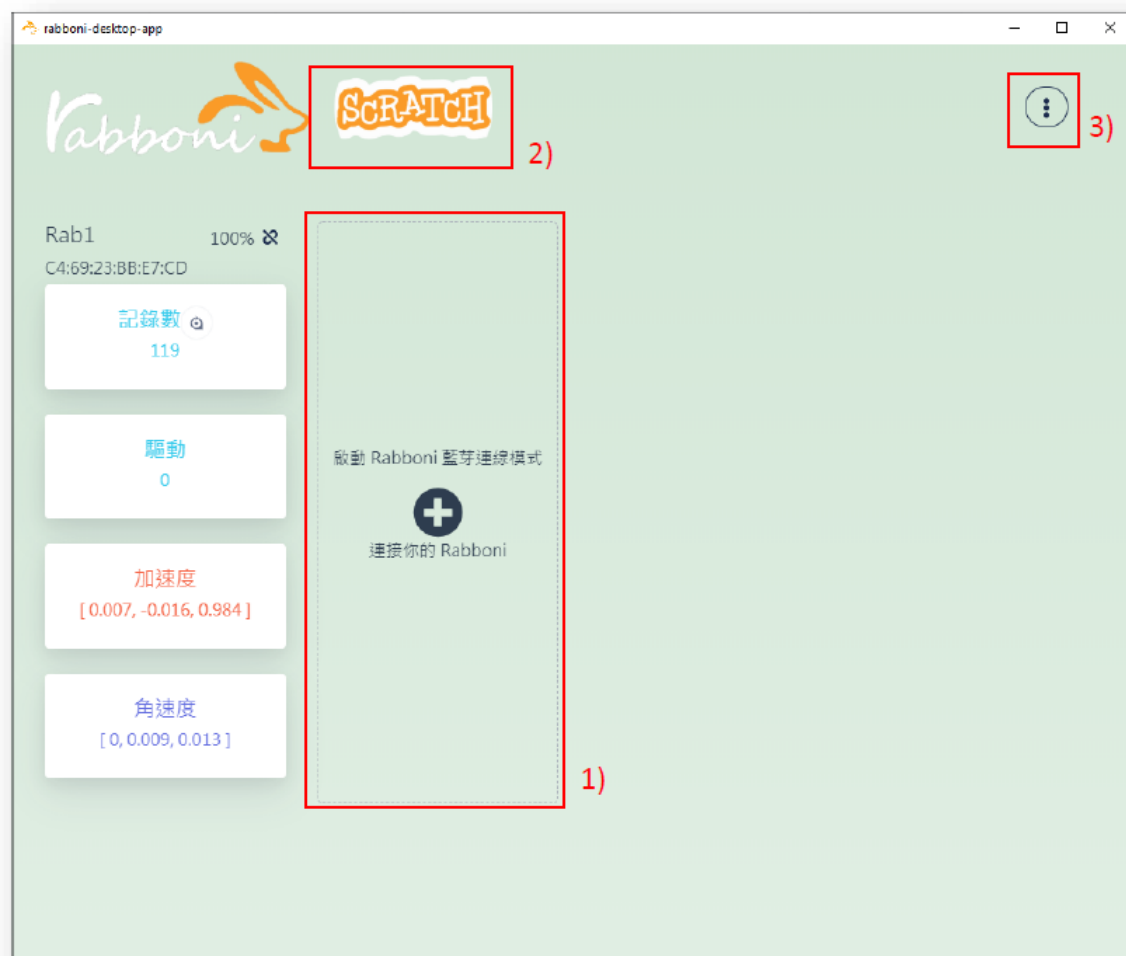 rabboni-desktop-app
rabboni
SCRATCH
2)
3)
Rab1
100%
C4:69:23:BB:E7:CD
記錄數
119
驅動
0
加速度
[ 0.007, -0.016, 0.984 ]
角速度
[ 0, 0.009, 0.013 ]
啟動 Rabboni 藍芽連線模式
連接你的 Rabboni
1)